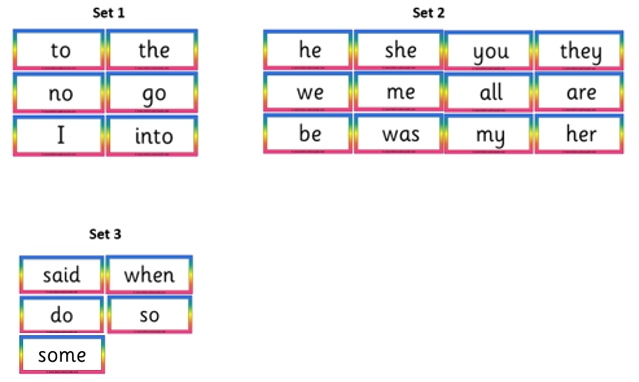 Set 1
to the
no go
I into
Set 2
he she you they
we me all are
be was my her
Set 3
said when
do so
some